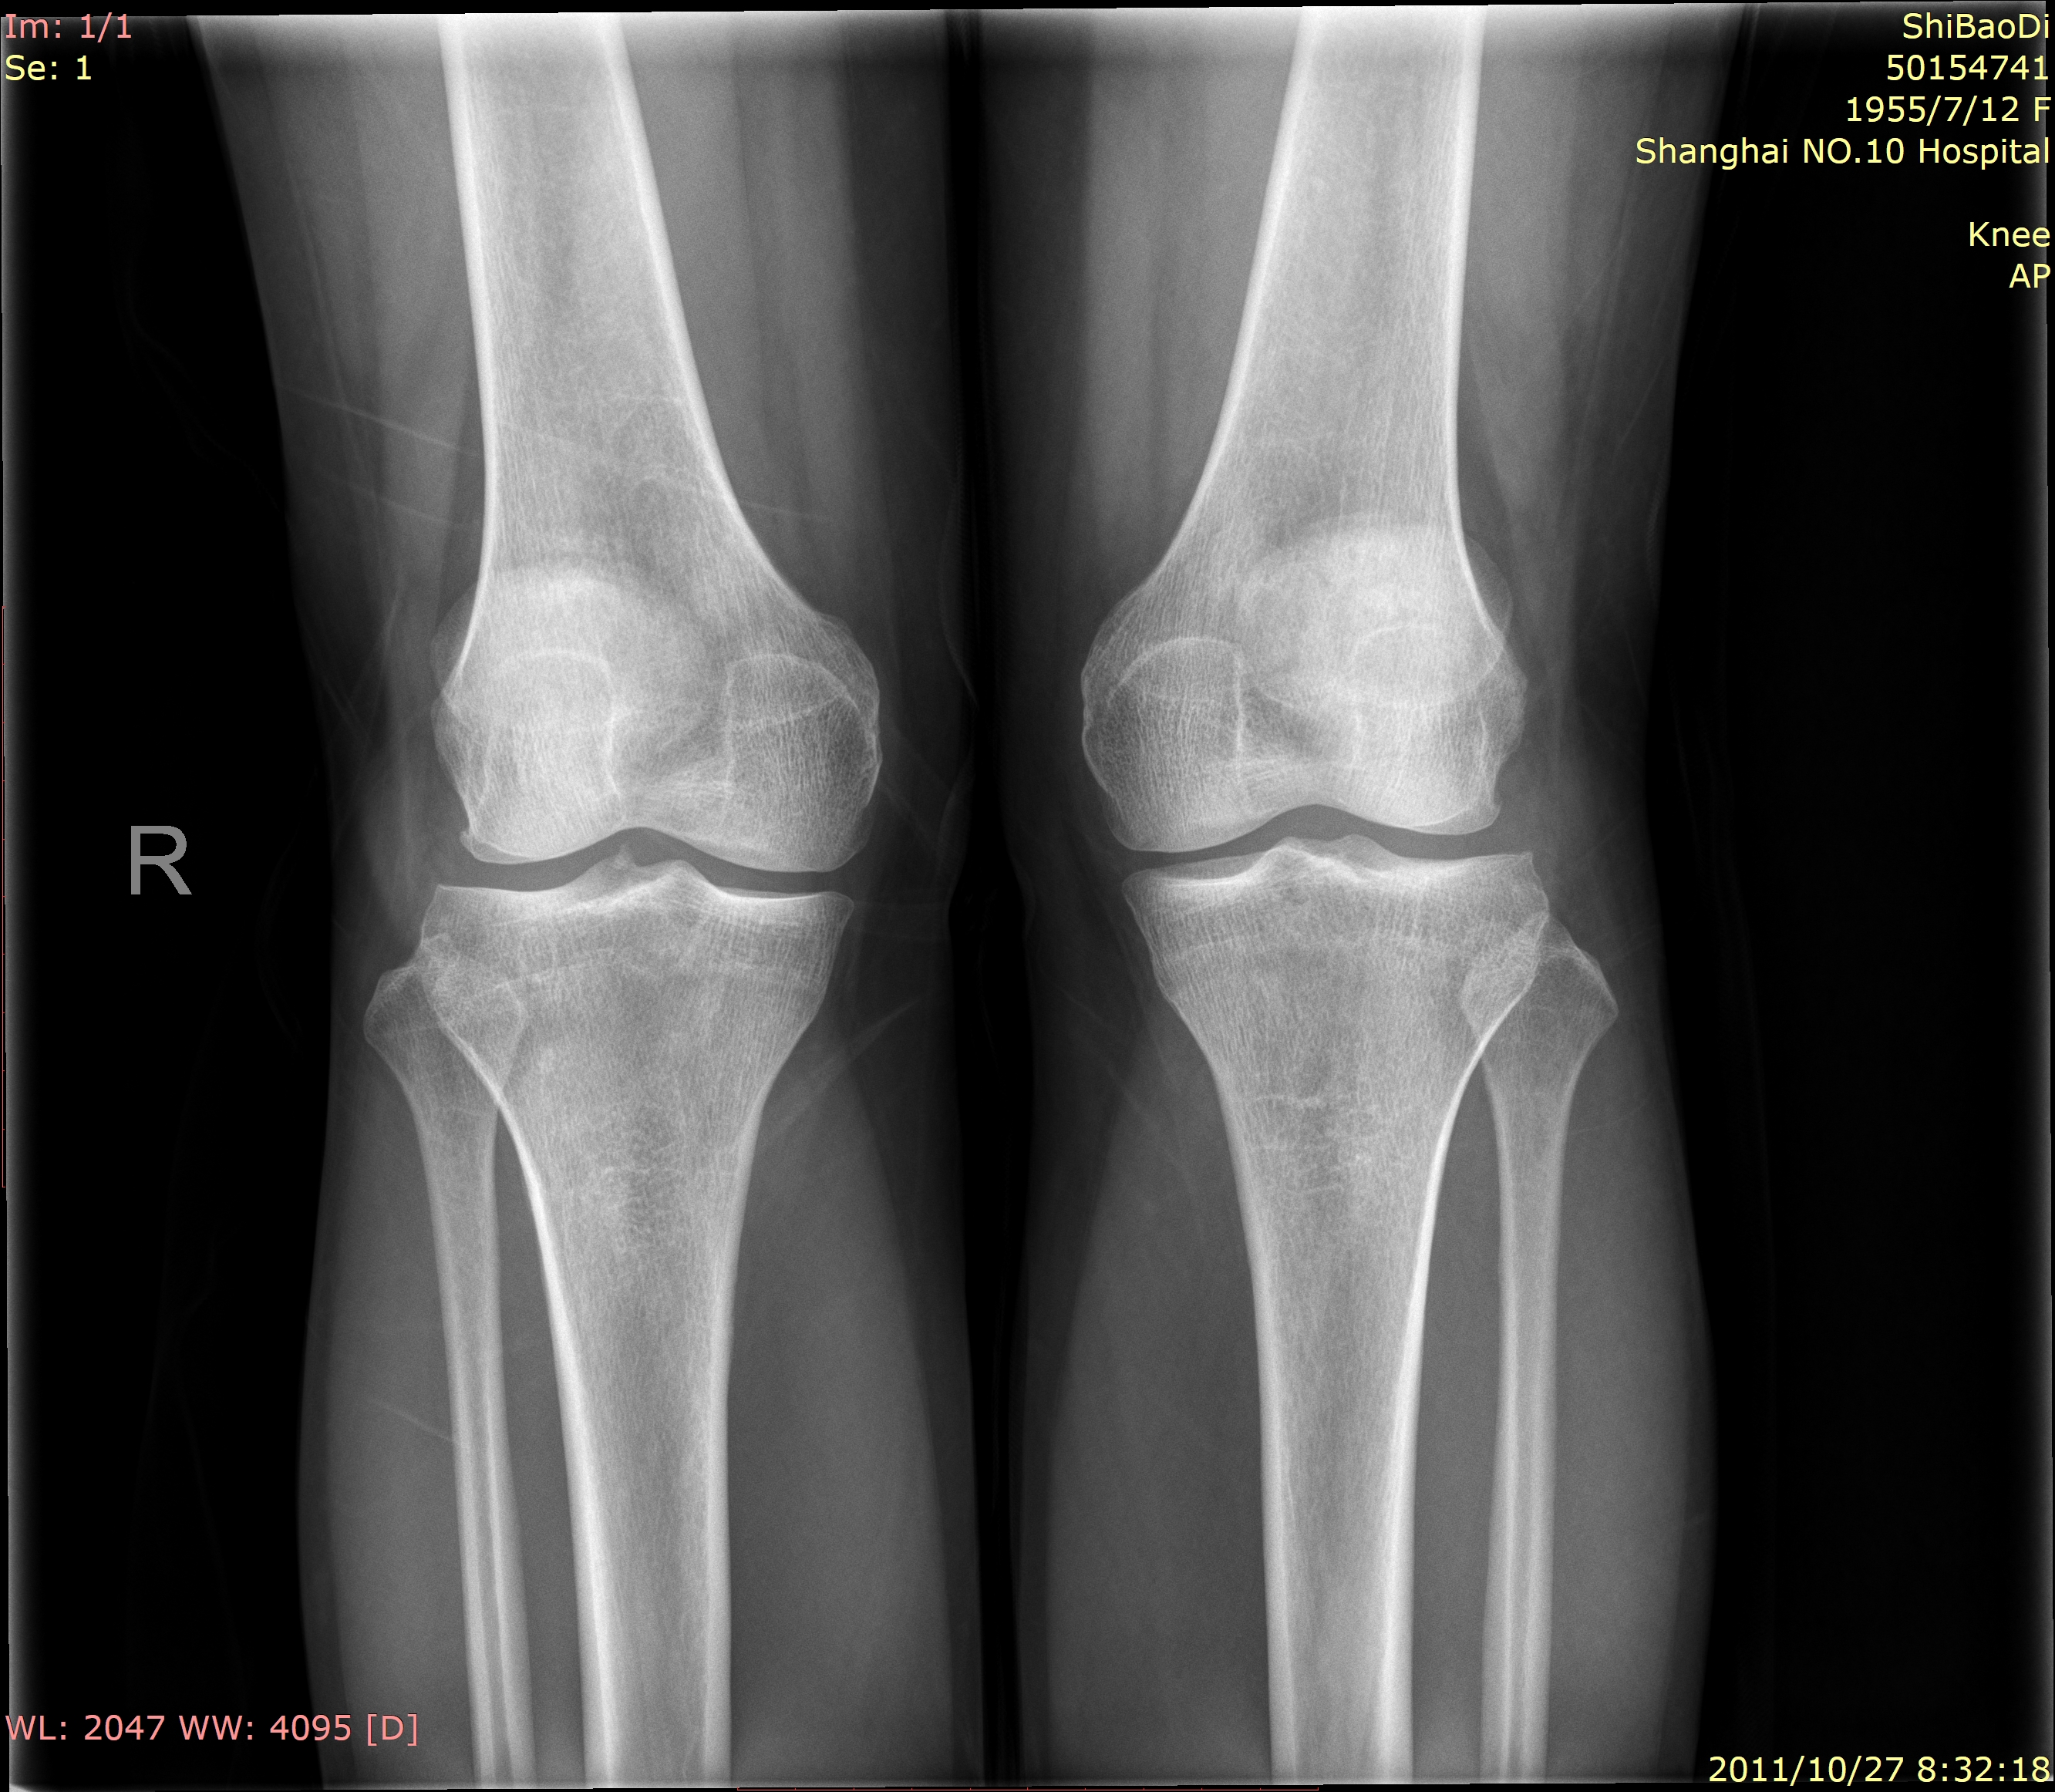 Im: 1/1
Se: 1
ShiBaoDi
50154741
1955/7/12 F
Shanghai NO.10 Hospital
Knee
AP
R
WL: 2047 WW: 4095 [D]
2011/10/27 8:32:18